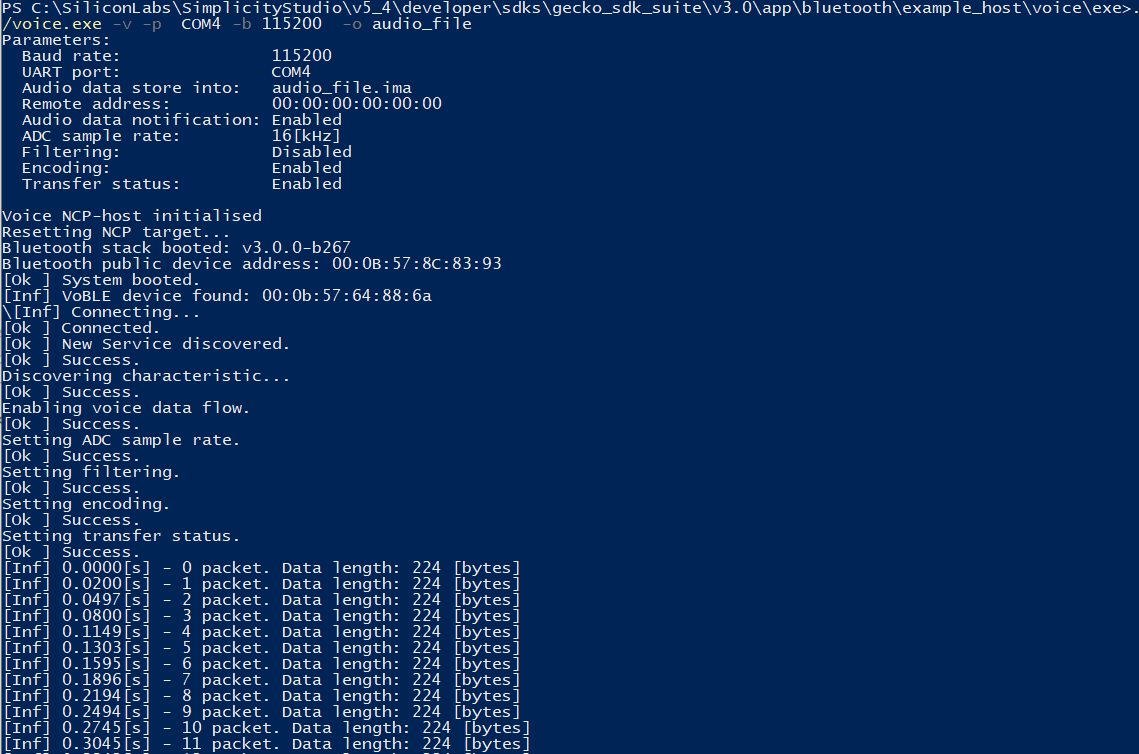 PS C:\SiliconLabs\SimplicityStudio\v5_4\developer\sdks\gecko_sdk_suite\v3.0\app\bluetooth\example_host\voice\exe>.
/voice.exe -v -p  COM4 -b 115200  -o audio_file
Parameters:
  Baud rate:               115200
  UART port:               COM4
  Audio data store into:   audio_file.ima
  Remote address:          00:00:00:00:00:00
  Audio data notification: Enabled
  ADC sample rate:         16[kHz]
  Filtering:               Disabled
  Encoding:                Enabled
  Transfer status:         Enabled

Voice NCP-host initialised
Resetting NCP target...
Bluetooth stack booted: v3.0.0-b267
Bluetooth public device address: 00:0B:57:8C:83:93
[Ok ] System booted.
[Inf] VoBLE device found: 00:0b:57:64:88:6a
\[Inf] Connecting...
[Ok ] Connected.
[Ok ] New Service discovered.
[Ok ] Success.
Discovering characteristic...
[Ok ] Success.
Enabling voice data flow.
[Ok ] Success.
Setting ADC sample rate.
[Ok ] Success.
Setting filtering.
[Ok ] Success.
Setting encoding.
[Ok ] Success.
Setting transfer status.
[Ok ] Success.
[Inf] 0.0000[s] - 0 packet. Data length: 224 [bytes]
[Inf] 0.0200[s] - 1 packet. Data length: 224 [bytes]
[Inf] 0.0497[s] - 2 packet. Data length: 224 [bytes]
[Inf] 0.0800[s] - 3 packet. Data length: 224 [bytes]
[Inf] 0.1149[s] - 4 packet. Data length: 224 [bytes]
[Inf] 0.1303[s] - 5 packet. Data length: 224 [bytes]
[Inf] 0.1595[s] - 6 packet. Data length: 224 [bytes]
[Inf] 0.1896[s] - 7 packet. Data length: 224 [bytes]
[Inf] 0.2194[s] - 8 packet. Data length: 224 [bytes]
[Inf] 0.2494[s] - 9 packet. Data length: 224 [bytes]
[Inf] 0.2745[s] - 10 packet. Data length: 224 [bytes]
[Inf] 0.3045[s] - 11 packet. Data length: 224 [bytes]